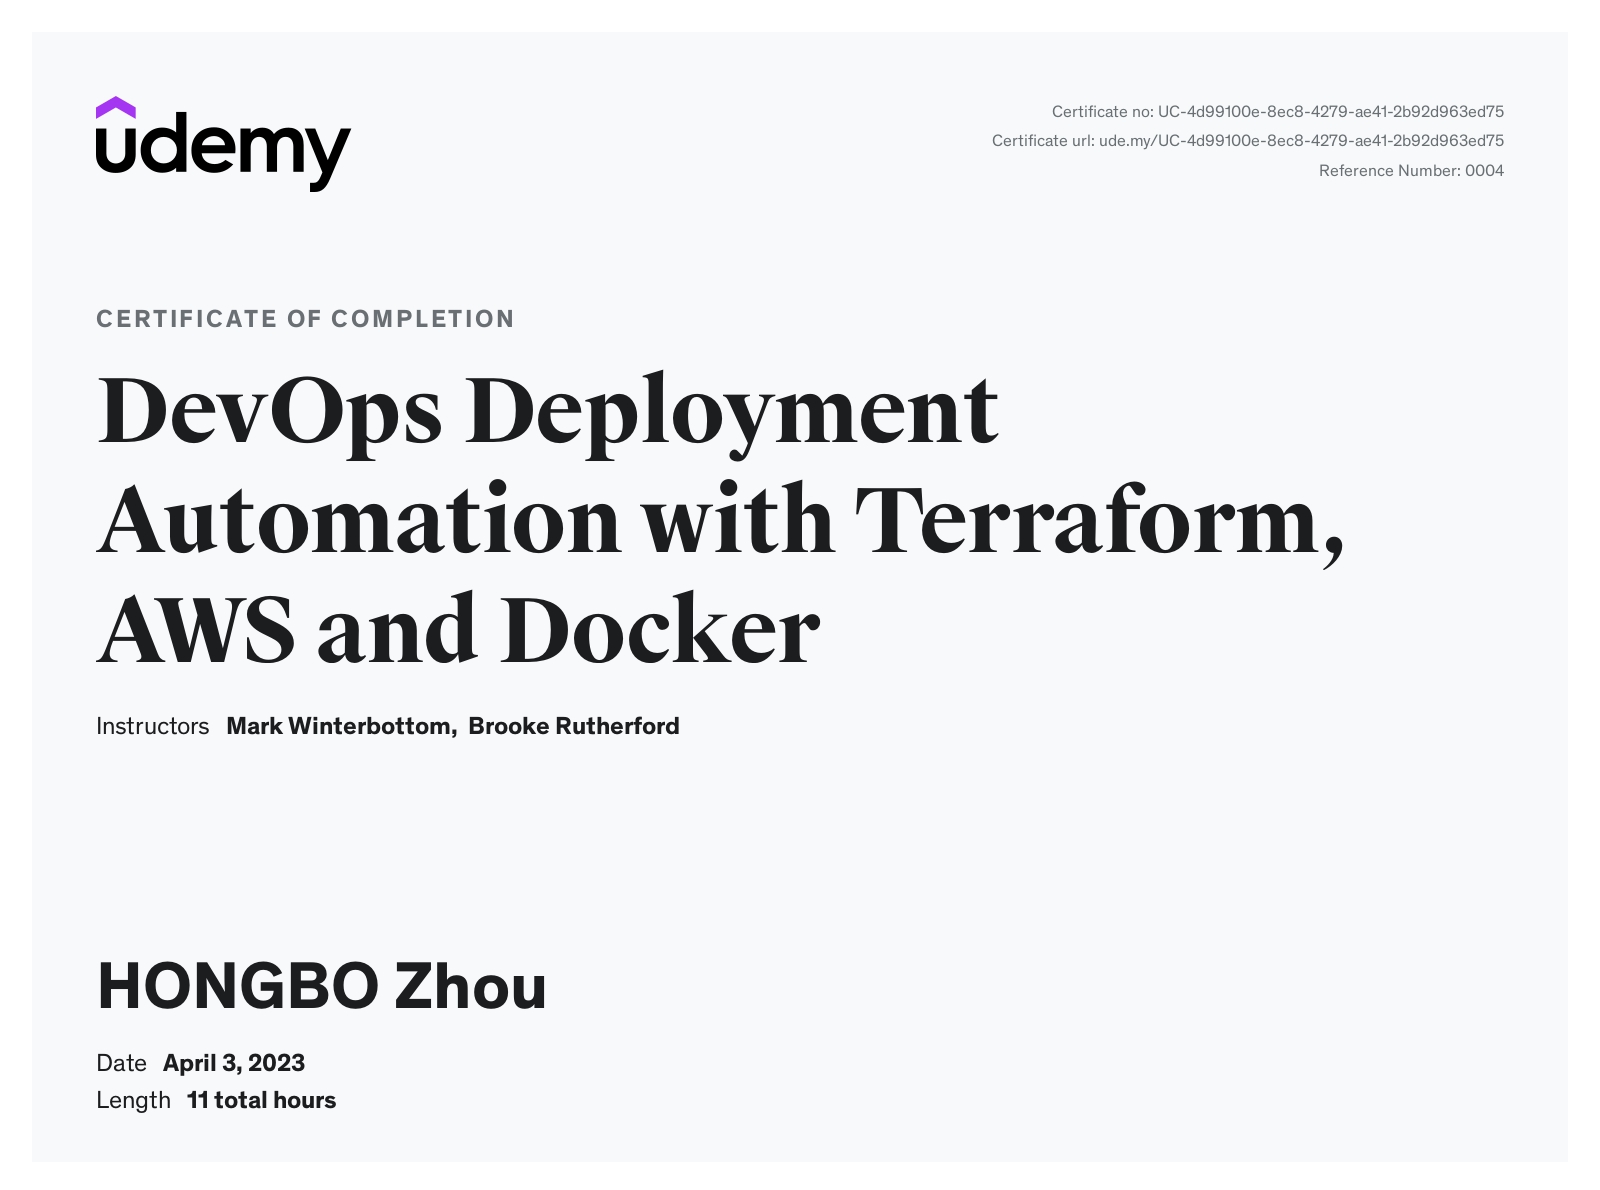 udemy
Certificate no: UC-4d99100e-8ec8-4279-ae41-2b92d963ed75
Certificate url: ude.my/UC-4d99100e-8ec8-4279-ae41-2b92d963ed75
Reference Number: 0004
CERTIFICATE OF COMPLETION
DevOps Deployment
Automation with Terraform,
AWS and Docker
Instructors Mark Winterbottom, Brooke Rutherford
HONGBO Zhou
Date April 3, 2023
Length 11 total hours